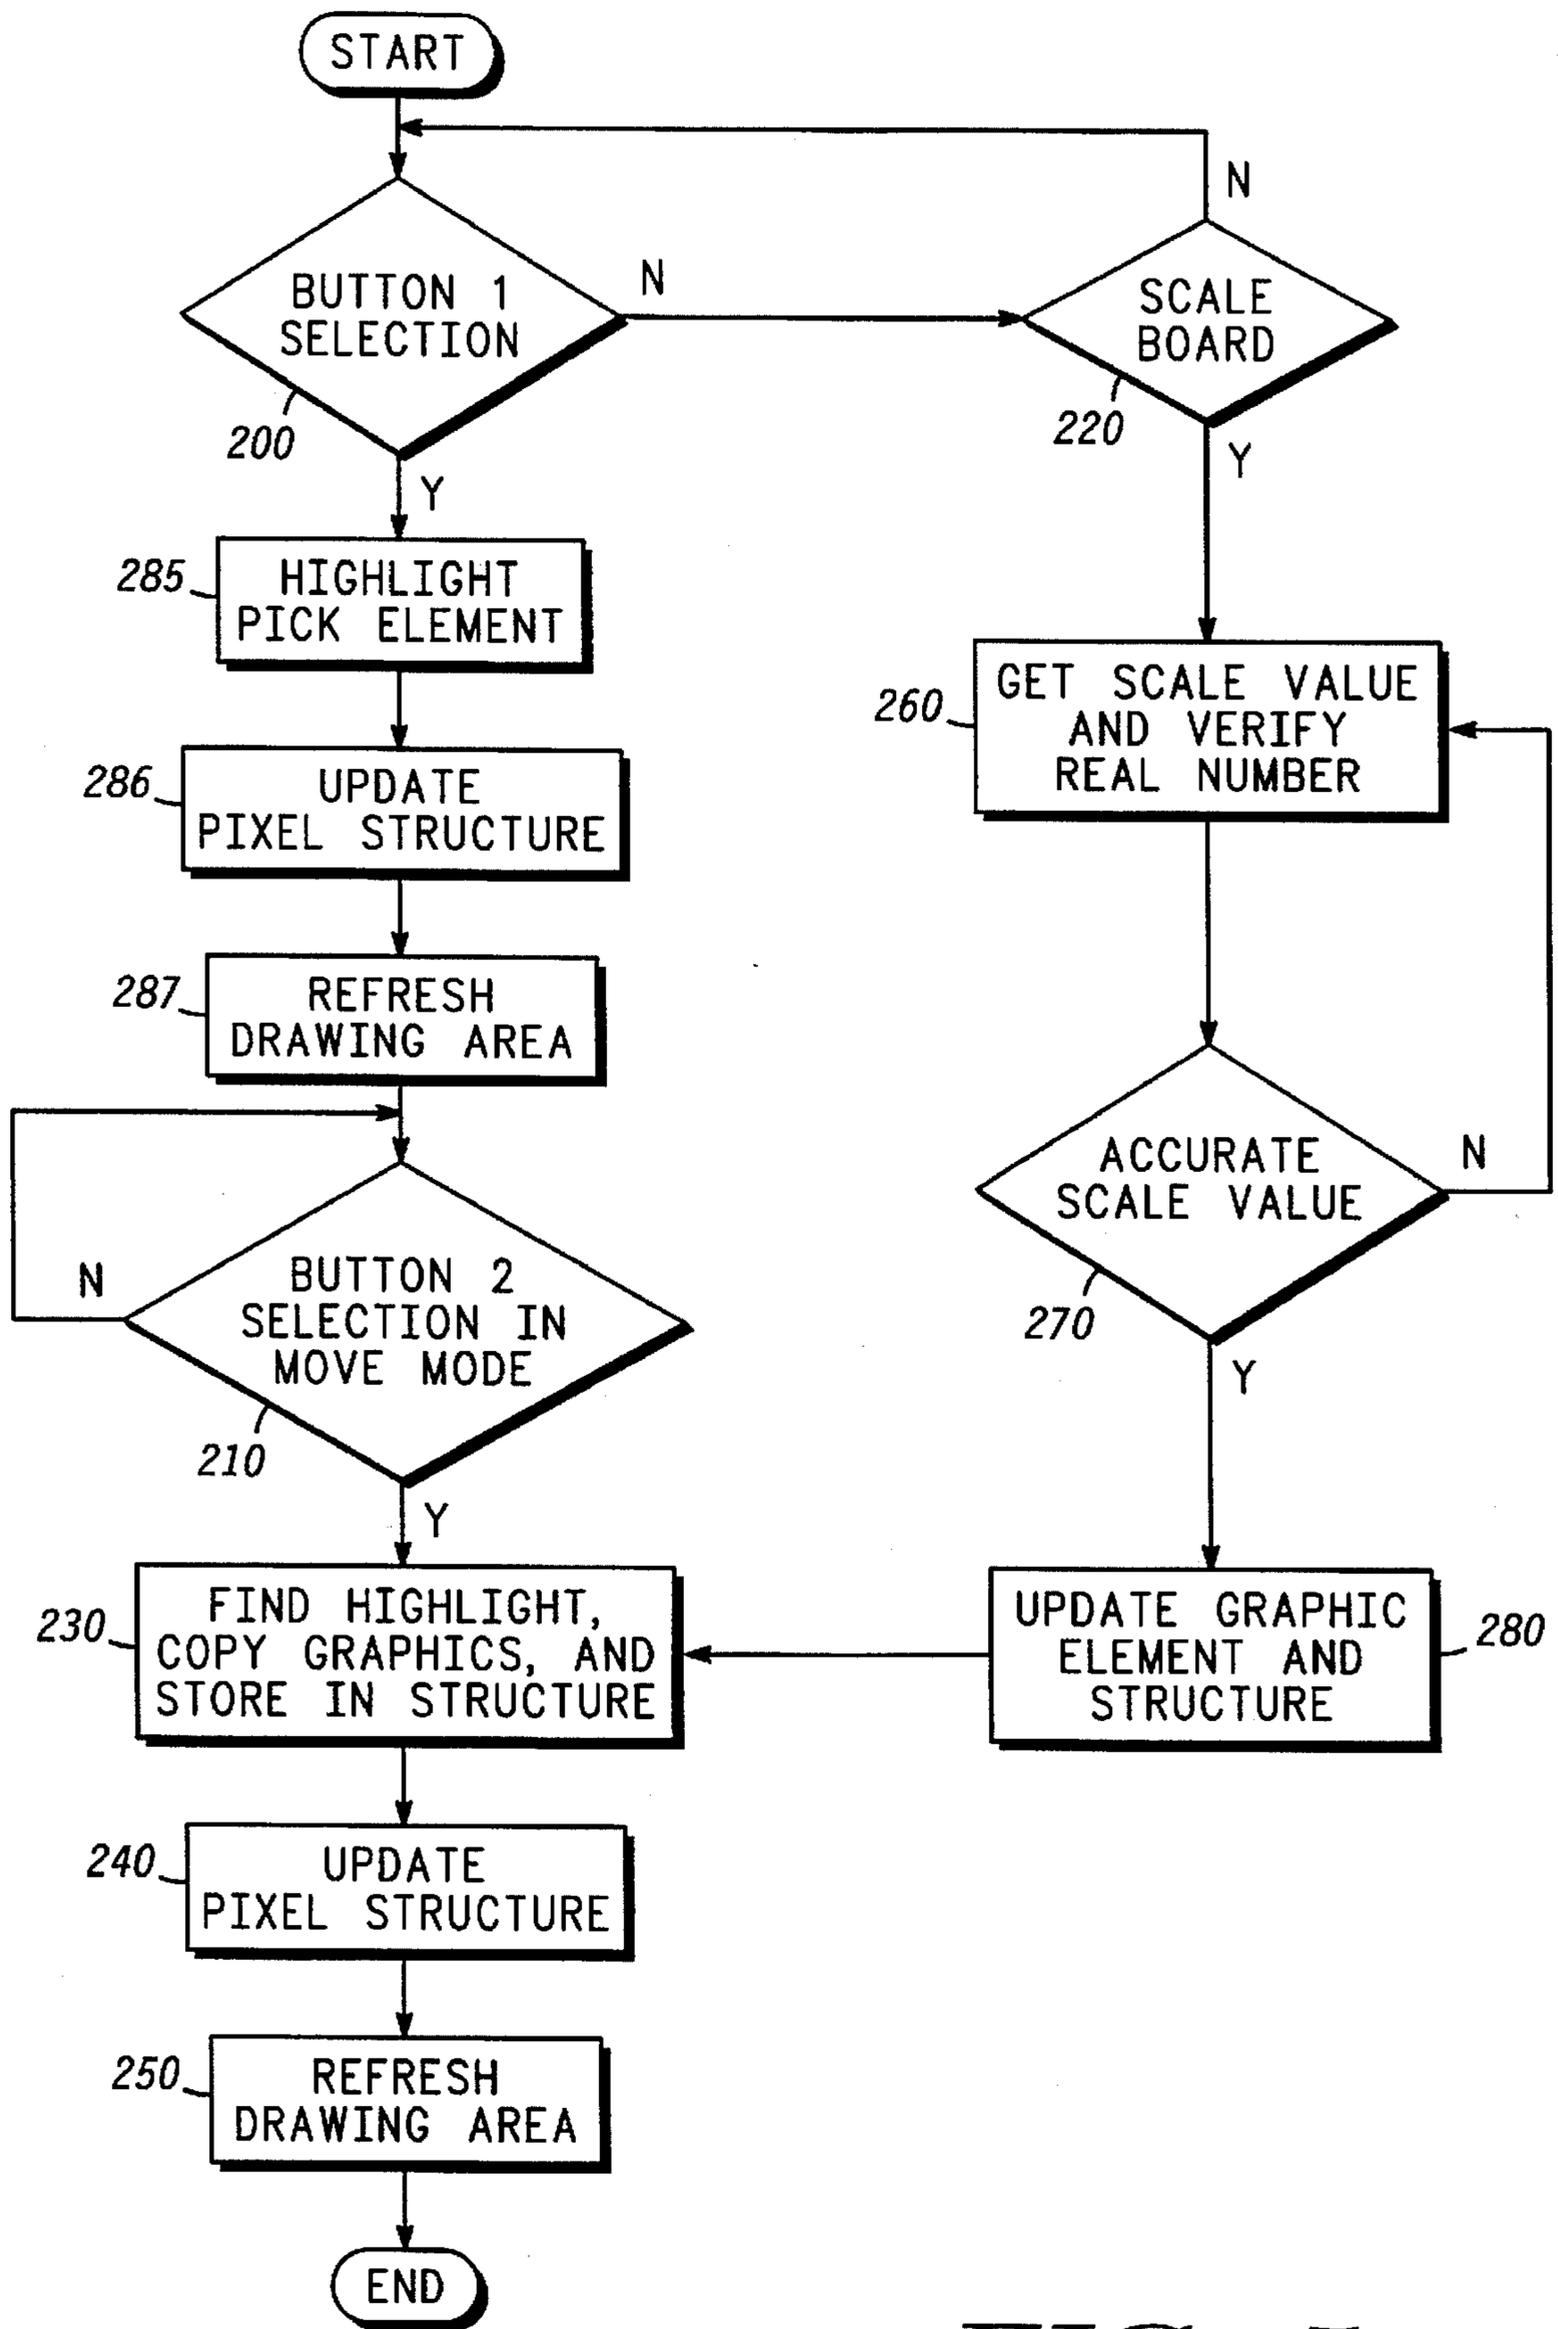 START
N
BUTTON 1
SELECTION
N
SCALE
BOARD
200
220
Y
Y
285
HIGHLIGHT
PICK ELEMENT
260
GET SCALE VALUE
AND VERIFY
REAL NUMBER
286
UPDATE
PIXEL STRUCTURE
287
REFRESH
DRAWING AREA
ACCURATE
SCALE VALUE
N
N
BUTTON 2
SELECTION IN
MOVE MODE
270
Y
210
Y
230
FIND HIGHLIGHT,
COPY GRAPHICS, AND
STORE IN STRUCTURE
UPDATE GRAPHIC
ELEMENT AND
STRUCTURE
280
240
UPDATE
PIXEL STRUCTURE
250
REFRESH
DRAWING AREA
END